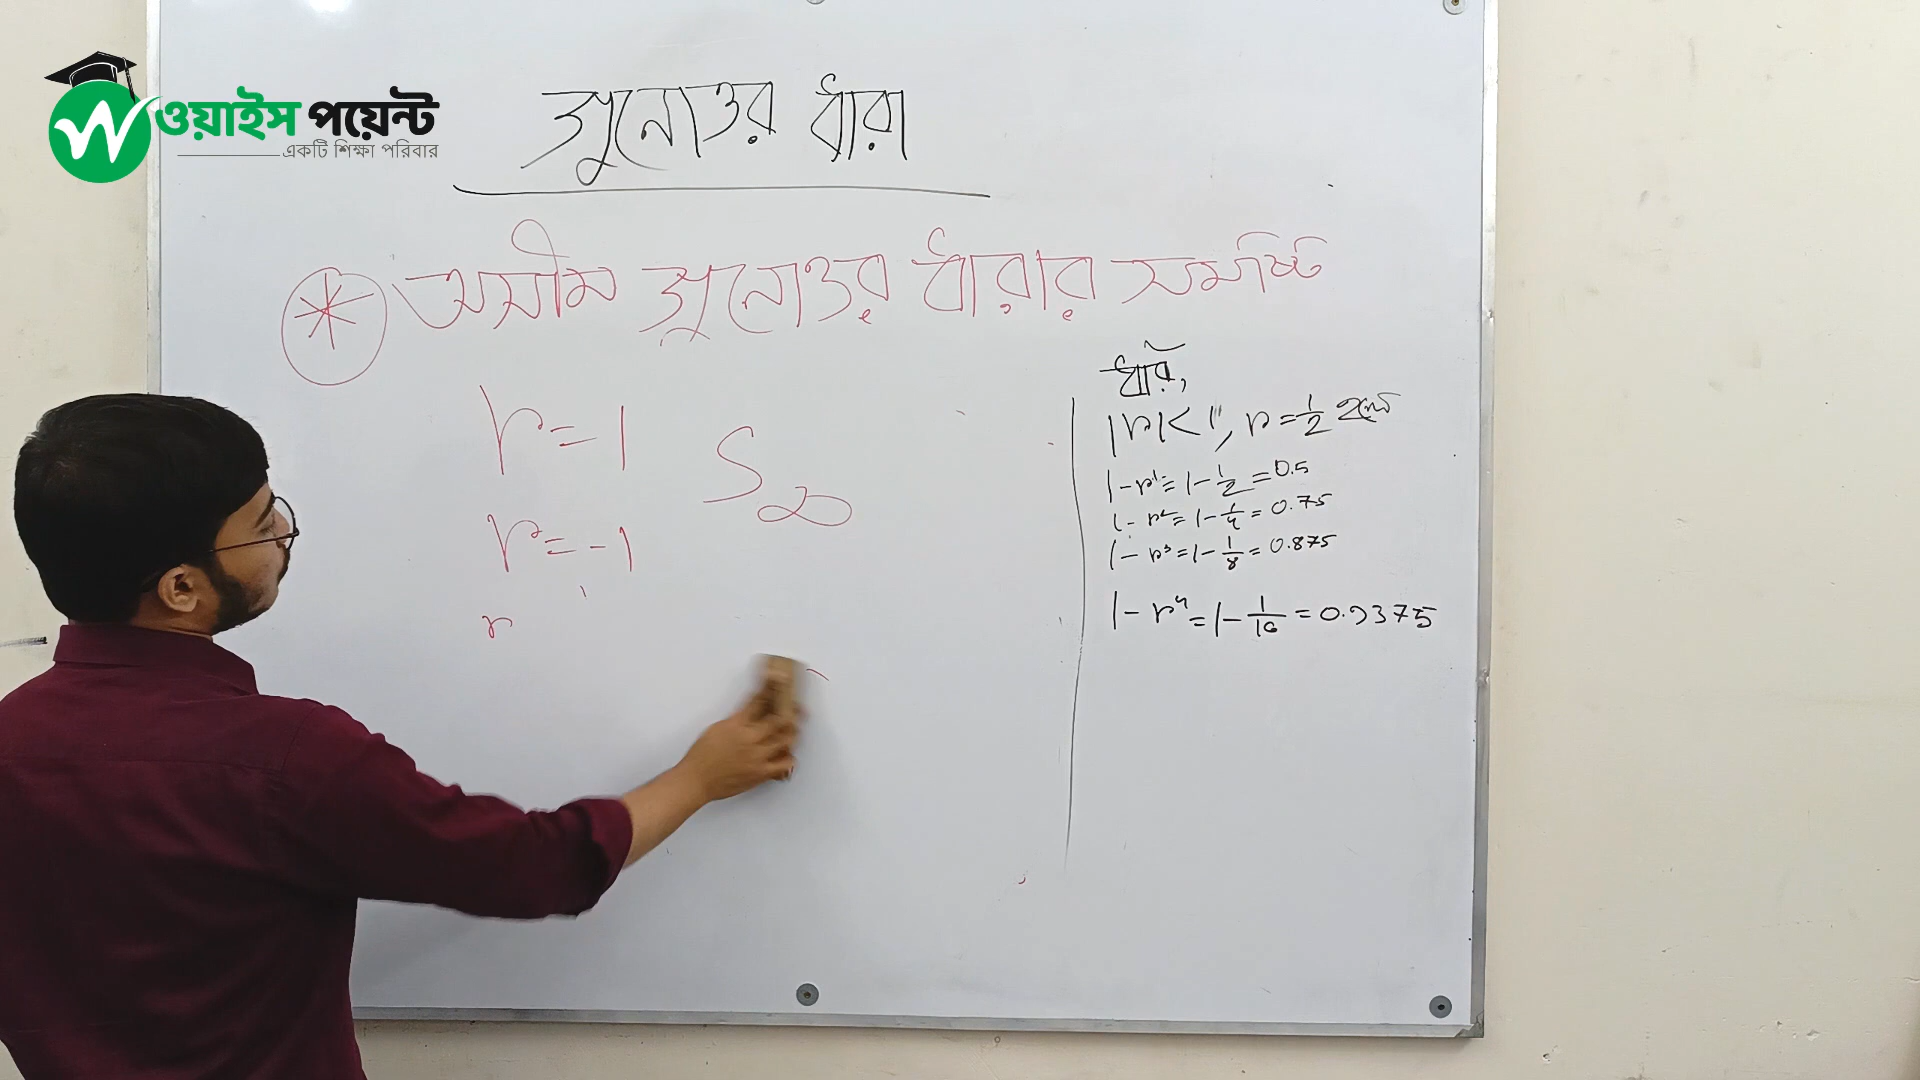 ওয়াইস পয়েন্ট
একটি শিক্ষা পরিবার
গুনোত্তর ধারা
অসীম গুনোত্তর ধারার সমষ্টি
r = 1
S∞
r = -1
r
ধরি,
|r| < 1, r = 1/2 হলে
1 - r¹ = 1 - 1/2 = 0.5
1 - r² = 1 - 1/4 = 0.75
1 - r³ = 1 - 1/8 = 0.875
1 - r⁴ = 1 - 1/16 = 0.9375